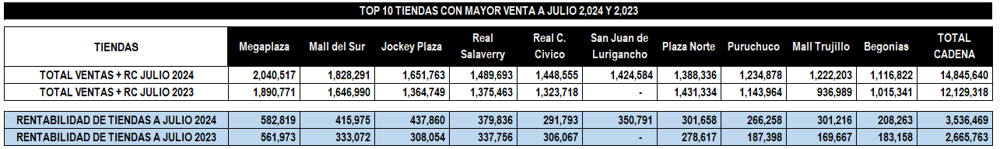 TOP 10 TIENDAS CON MAYOR VENTA A JULIO 2,024 Y 2,023
TIENDAS Megaplaza Mall del Sur Jockey Plaza Real Salaverry Real C. Civico San Juan de Lurigancho Plaza Norte Puruchuco Mall Trujillo Begonias TOTAL CADENA
TOTAL VENTAS + RC JULIO 2024 2,040,517 1,828,291 1,651,763 1,489,693 1,448,555 1,424,584 1,388,336 1,234,878 1,222,203 1,116,822 14,845,640
TOTAL VENTAS + RC JULIO 2023 1,890,771 1,646,990 1,364,749 1,375,463 1,323,718 - 1,431,334 1,143,964 936,989 1,015,341 12,129,318
RENTABILIDAD DE TIENDAS A JULIO 2024 582,819 415,975 437,860 379,836 291,793 350,791 301,658 266,258 301,216 208,263 3,536,469
RENTABILIDAD DE TIENDAS A JULIO 2023 561,973 333,072 308,054 337,756 306,067 - 278,617 187,398 169,667 183,158 2,665,763